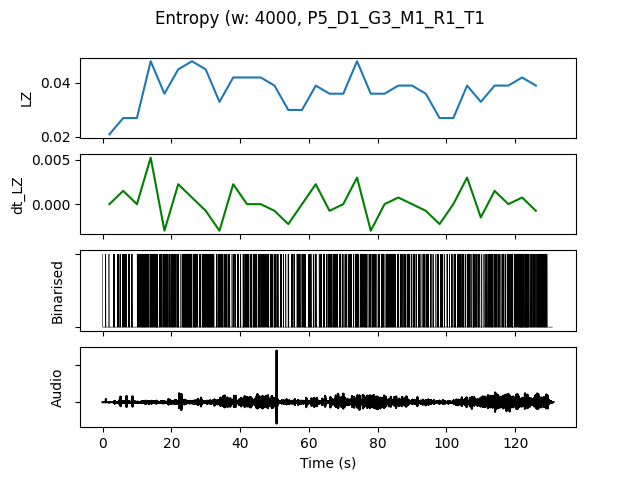 Entropy (w: 4000, P5_D1_G3_M1_R1_T1
0.04
0.02
LZ
0.005
0.000
dt_LZ
Binarised
Audio
0 20 40 60 80 100 120
Time (s)